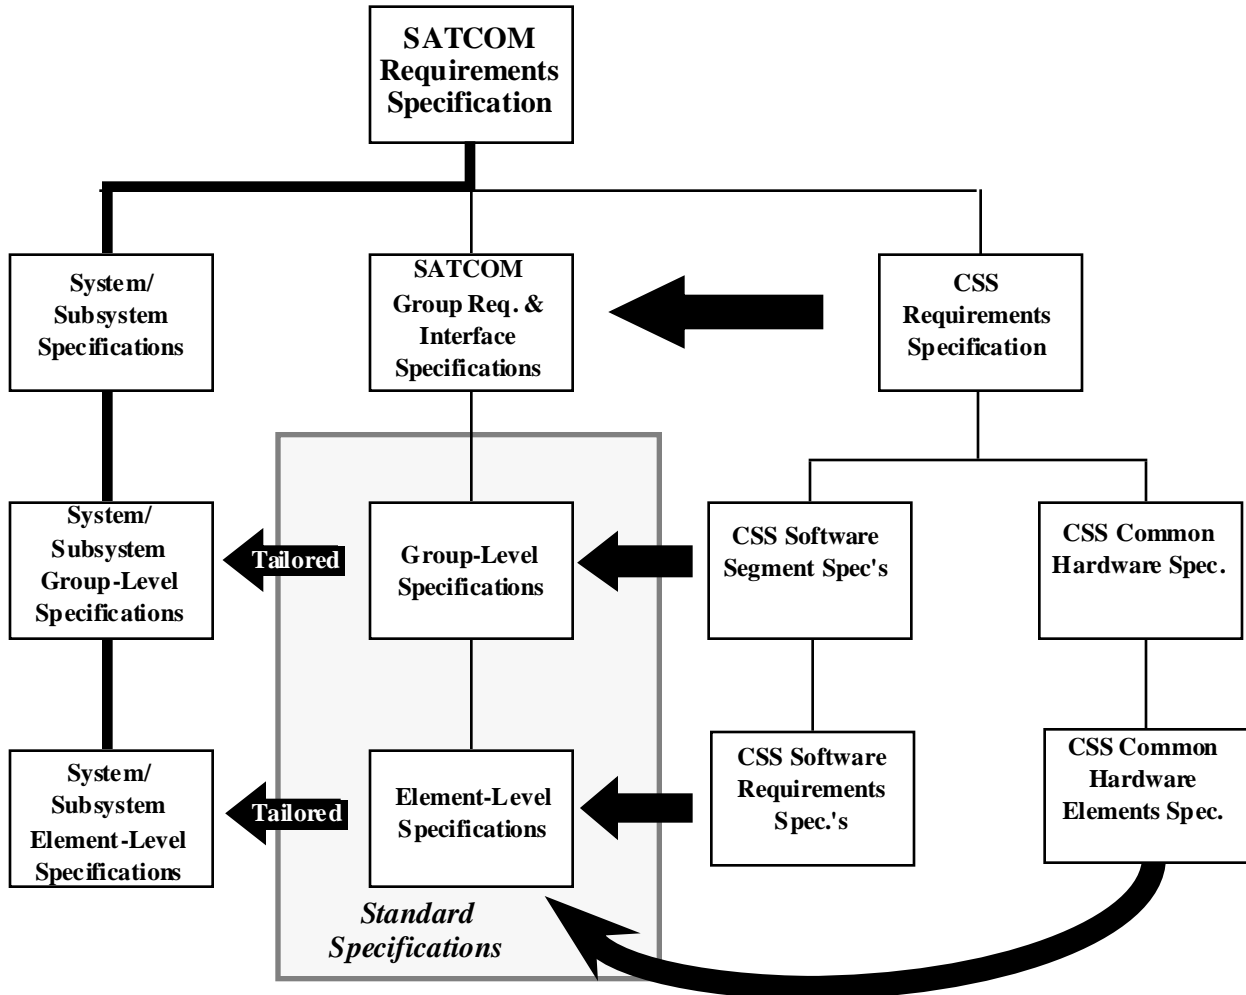 SATCOM
Requirements
Specification
System/
Subsystem
Specifications
SATCOM
Group Req. &
Interface
Specifications
CSS
Requirements
Specification
System/
Subsystem
Group-Level
Specifications
Tailored
Group-Level
Specifications
CSS Software
Segment Spec's
CSS Common
Hardware Spec.
System/
Subsystem
Element-Level
Specifications
Tailored
Element-Level
Specifications
CSS Software
Requirements
Spec.'s
CSS Common
Hardware
Elements Spec.
Standard
Specifications